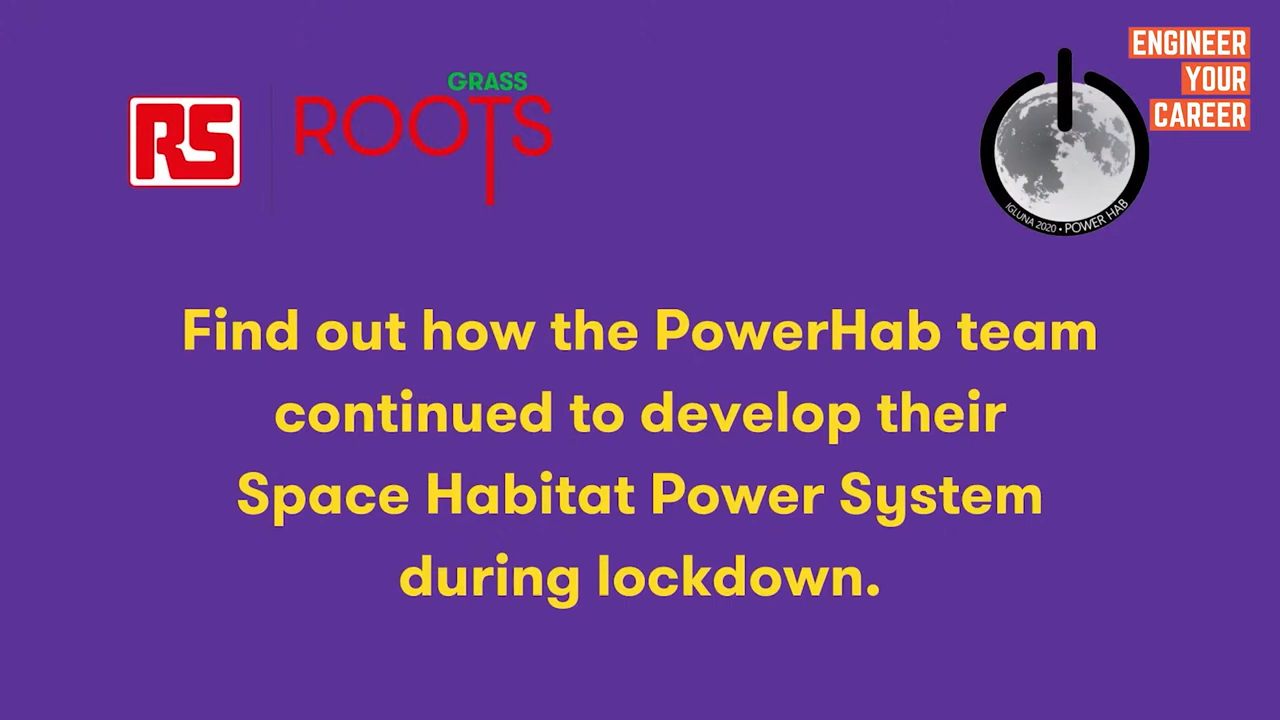 RS
GRASS
ROOTS
ENGINEER
YOUR
CAREER
IGLUNA 2020 • POWER HAB
Find out how the PowerHab team
continued to develop their
Space Habitat Power System
during lockdown.